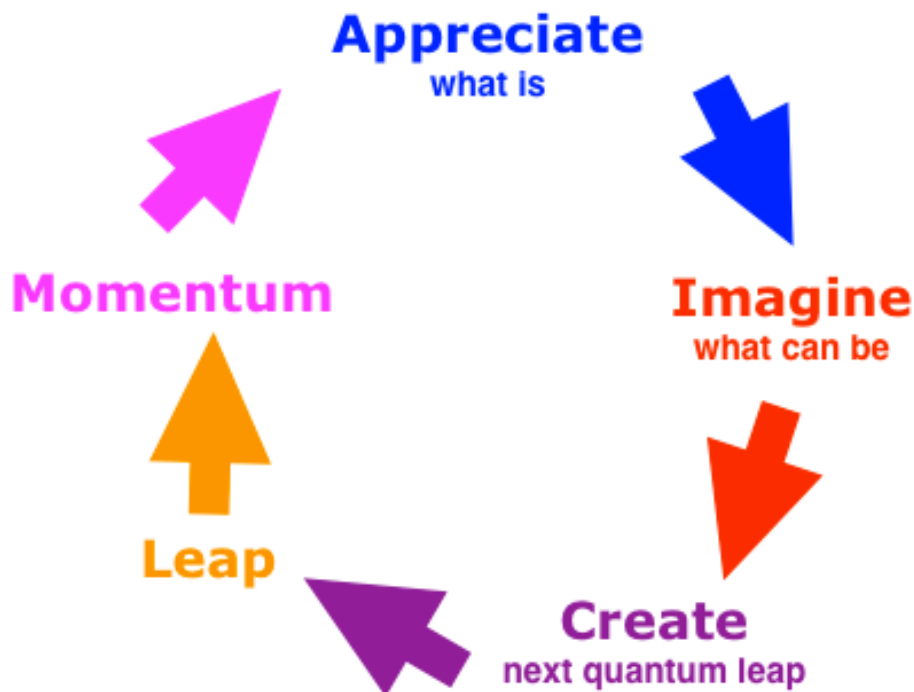 Appreciate
what is
Imagine
what can be
Create
next quantum leap
Leap
Momentum